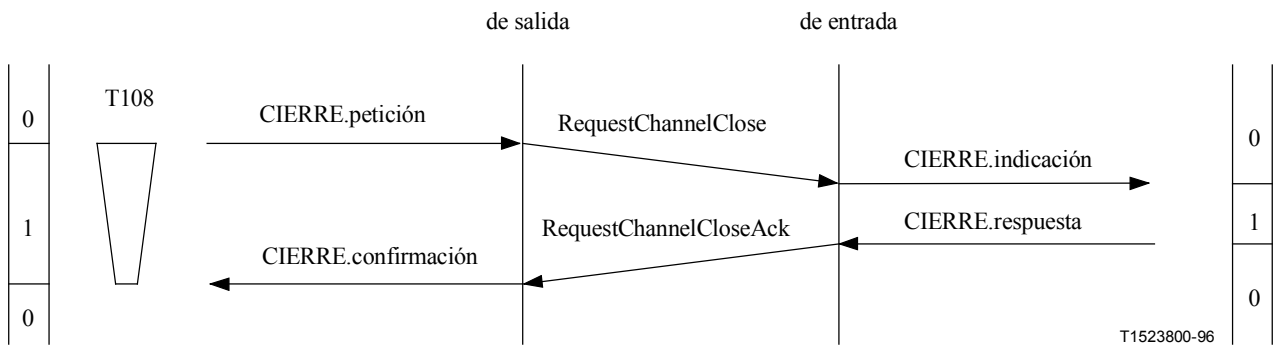 de salida
de entrada
T108
0
CIERRE.petición
RequestChannelClose
0
CIERRE.indicación
1
RequestChannelCloseAck
CIERRE.respuesta
1
CIERRE.confirmación
0
0
T1523800-96